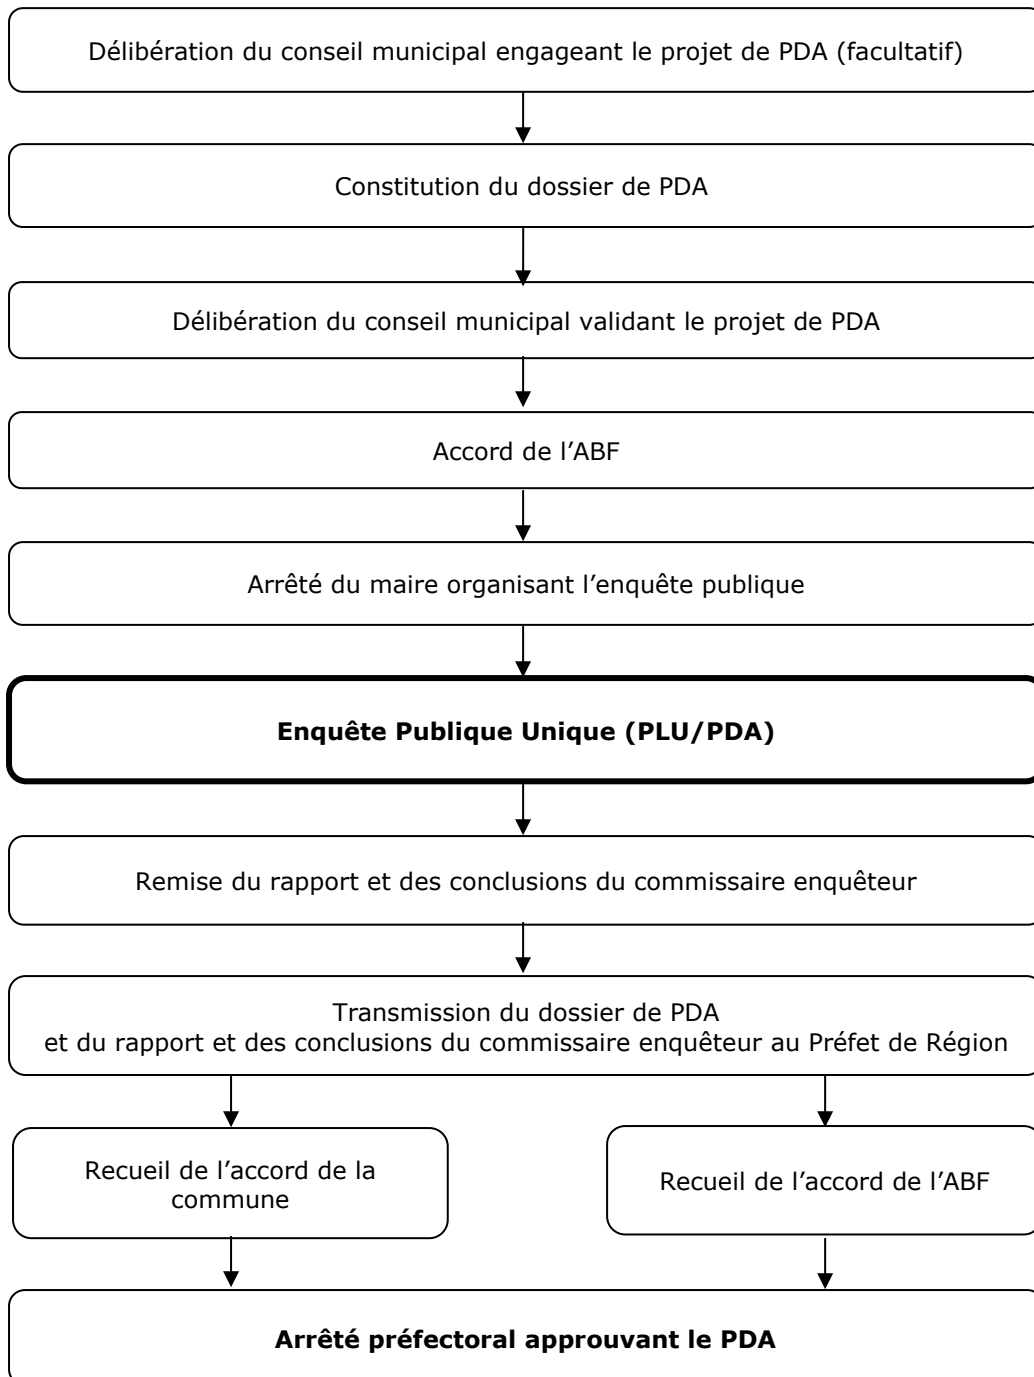 Délibération du conseil municipal engageant le projet de PDA (facultatif)
Constitution du dossier de PDA
Délibération du conseil municipal validant le projet de PDA
Accord de l’ABF
Arrêté du maire organisant l’enquête publique
Enquête Publique Unique (PLU/PDA)
Remise du rapport et des conclusions du commissaire enquêteur
Transmission du dossier de PDA
et du rapport et des conclusions du commissaire enquêteur au Préfet de Région
Recueil de l’accord de la
commune
Recueil de l’accord de l’ABF
Arrêté préfectoral approuvant le PDA